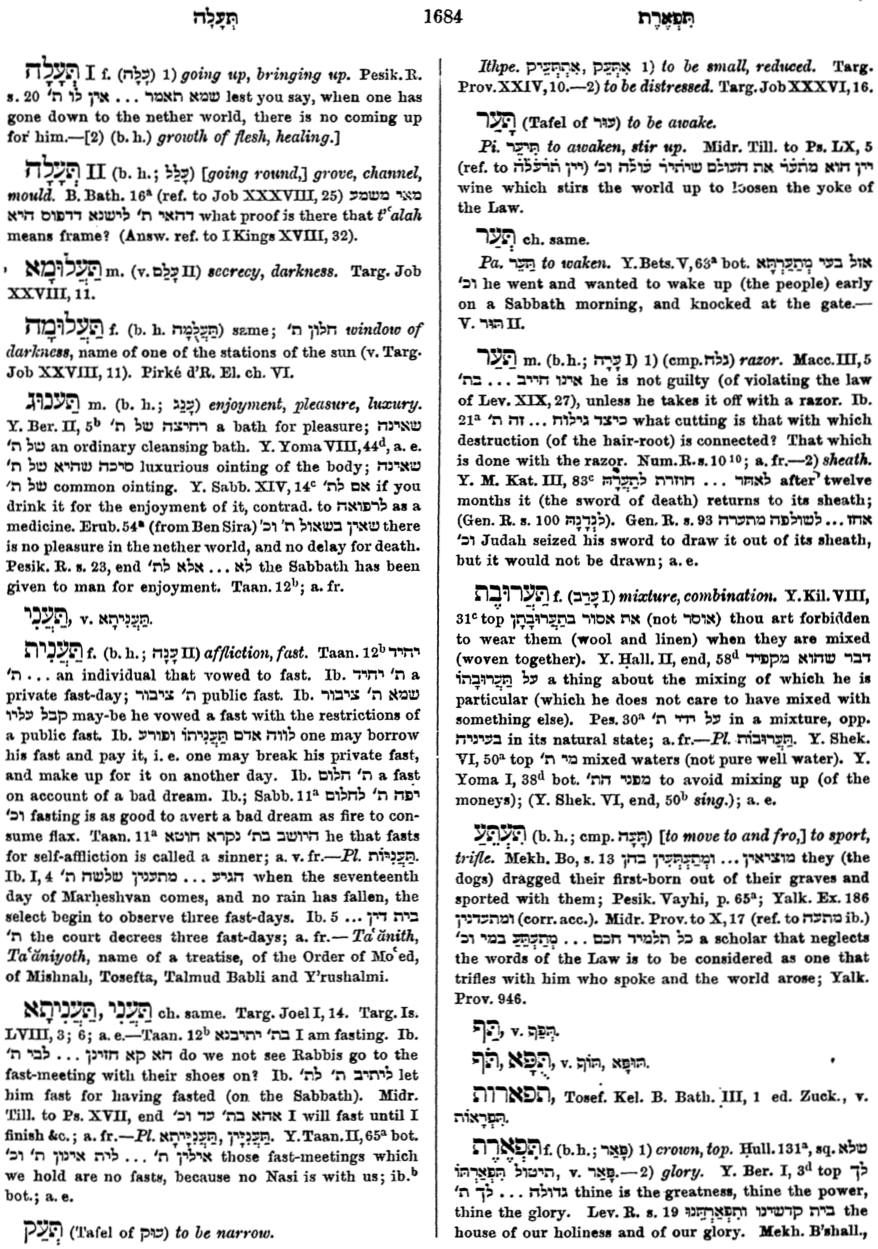 תְּעָלָה 1684 תִּפְאֶרֶת
תְּעָלָה I f. (עָלָה) 1) going up, bringing up. Pesik. R.
s. 20 שמא תאמר ... אין לו ת׳ lest you say, when one has
gone down to the nether world, there is no coming up
for him.—[2) (b. h.) growth of flesh, healing.]
תְּעָלָה II (b. h.; עָלַל) [going round,] grove, channel,
mould. B. Bath. 16ᵃ (ref. to Job XXXVIII, 25) מאי משמע
דהאי ת׳ לישנא דדפוס היא what proof is there that t’ʿalah
means frame? (Answ. ref. to I Kings XVIII, 32).
תַּעֲלוּמָא m. (v. עֲלַם II) secrecy, darkness. Targ. Job
XXVIII, 11.
תַּעֲלוּמָה f. (b. h. תַּעֲלֻמָה) same; חלון ת׳ window of
darkness, name of one of the stations of the sun (v. Targ.
Job XXVIII, 11). Pirké d’R. El. ch. VI.
תַּעֲנוּג m. (b. h.; עָנַג) enjoyment, pleasure, luxury.
Y. Ber. II, 5ᵇ רחיצה של ת׳ a bath for pleasure; שאינה
של ת׳ an ordinary cleansing bath. Y. Yoma VIII, 44ᵈ, a. e.
סיכה שהיא של ת׳ luxurious ointing of the body; שאינה
של ת׳ common ointing. Y. Sabb. XIV, 14ᶜ אם לת׳ if you
drink it for the enjoyment of it, contrad. to לרפואה as a
medicine. Erub. 54ᵃ (from Ben Sira) שאין בשאול ת׳ וכ׳ there
is no pleasure in the nether world, and no delay for death.
Pesik. R. s. 23, end לא ... אלא לת׳ the Sabbath has been
given to man for enjoyment. Taan. 12ᵇ; a. fr.
תַּעֲנִי, v. תַּעֲנִיתָא.
תַּעֲנִית f. (b. h.; עָנָה II) affliction, fast. Taan. 12ᵇ יחיד
ת׳ ... an individual that vowed to fast. Ib. ת׳ יחיד a
private fast-day; ת׳ ציבור public fast. Ib. שמא ת׳ ציבור
קבל עליו may-be he vowed a fast with the restrictions of
a public fast. Ib. לווה אדם תַּעֲנִיתוֹ ופורע one may borrow
his fast and pay it, i. e. one may break his private fast,
and make up for it on another day. Ib. ת׳ חלום a fast
on account of a bad dream. Ib.; Sabb. 11ᵃ יפה ת׳ לחלום
וכ׳ fasting is as good to avert a bad dream as fire to con-
sume flax. Taan. 11ᵃ היושב בת׳ נקרא חוטא he that fasts
for self-affliction is called a sinner; a. v. fr.—Pl. תַּעֲנִיּוֹת.
Ib. I, 4 הגיע ... מתענין שלשה ת׳ when the seventeenth
day of Marḥeshvan comes, and no rain has fallen, the
select begin to observe three fast-days. Ib. 5 בית דין ...
ת׳ the court decrees three fast-days; a. fr.—Taʿănith,
Taʿăniyoth, name of a treatise, of the Order of Moʿed,
of Mishnah, Tosefta, Talmud Babli and Y’rushalmi.
תַּעֲנִי, תַּעֲנִיתָא ch. same. Targ. Joel I, 14. Targ. Is.
LVIII, 3; 6; a. e.—Taan. 12ᵇ בת׳ יתיבנא I am fasting. Ib.
הא קא חזינן ... לבי ת׳ do we not see Rabbis go to the
fast-meeting with their shoes on? Ib. ליתיב ת׳ לת׳ let
him fast for having fasted (on the Sabbath). Midr.
Till. to Ps. XVII, end אהא בת׳ עד וכ׳ I will fast until I
finish &c.; a. fr.—Pl. תַּעֲנִיָּין, תַּעֲנִיָּיתָא. Y. Taan. II, 65ᵃ bot.
אילין ת׳ ... לית אינון ת׳ וכ׳ those fast-meetings which
we hold are no fasts, because no Nasi is with us; ib.ᵇ
bot.; a. e.
תְּעַק (Tafel of עוּק) to be narrow.
Ithpe. אִתְּעַק, אִתְּתְעִיק 1) to be small, reduced. Targ.
Prov. XXIV, 10.—2) to be distressed. Targ. Job XXXVI, 16.
תָּעַר (Tafel of עוּר) to be awake.
Pi. תִּיעֵר to awaken, stir up. Midr. Till. to Ps. LX, 5
(ref. to יין תרעלה) יין הוא מתער את העולם שיתיר עולה וכ׳
wine which stirs the world up to loosen the yoke of
the Law.
תְּעַר ch. same.
Pa. תַּעֵר to waken. Y. Bets. V, 63ᵃ bot. אזל בעי מְתַעַרְתָּא
וכ׳ he went and wanted to wake up (the people) early
on a Sabbath morning, and knocked at the gate.—
V. תּוּר II.
תַּעַר m. (b. h.; עָרָה I) 1) (cmp. גלח) razor. Macc. III, 5
אינו חייב ... בת׳ he is not guilty (of violating the law
of Lev. XIX, 27), unless he takes it off with a razor. Ib.
21ᵃ כיצד גילוח ... זה ת׳ what cutting is that with which
destruction (of the hair-root) is connected? That which
is done with the razor. Num. R. s. 10¹⁰; a. fr.—2) sheath.
Y. M. Kat. III, 83ᶜ לאחר ... חוזרת לְתַעְרָהּ after twelve
months it (the sword of death) returns to its sheath;
(Gen. R. s. 100 לִנְדָנָהּ). Gen. R. s. 93 אחז ... לשולפה מתערה
וכ׳ Judah seized his sword to draw it out of its sheath,
but it would not be drawn; a. e.
תַּעֲרוֹבֶת f. (עָרַב I) mixture, combination. Y. Kil. VIII,
31ᶜ top את אסור בתַעֲרוּבָתָן (not אוסר) thou art forbidden
to wear them (wool and linen) when they are mixed
(woven together). Y. Ḥall. II, end, 58ᵈ דבר שהוא מקפיד
על תַּעֲרוּבָתוֹ a thing about the mixing of which he is
particular (which he does not care to have mixed with
something else). Pes. 30ᵃ על ידי ת׳ in a mixture, opp.
בעיניה in its natural state; a. fr.—Pl. תַּעֲרוּבוֹת. Y. Shek.
VI, 50ᵃ top מי ת׳ mixed waters (not pure well water). Y.
Yoma I, 38ᵈ bot. מפני הת׳ to avoid mixing up (of the
moneys); (Y. Shek. VI, end, 50ᵇ sing.); a. e.
תִּעְתֵּעַ (b. h.; cmp. תָּעָה) [to move to and fro,] to sport,
trifle. Mekh. Bo, s. 13 מוציאין ... ומְתַעְתְּעִין בהן they (the
dogs) dragged their first-born out of their graves and
sported with them; Pesik. Vayhi, p. 65ᵃ; Yalk. Ex. 186
ומתעדנין (corr. acc.). Midr. Prov. to X, 17 (ref. to מתעה ib.)
כל תלמיד חכם ... מְתַעְתֵּעַ במי וכ׳ a scholar that neglects
the words of the Law is to be considered as one that
trifles with him who spoke and the world arose; Yalk.
Prov. 946.
תַּף, v. תְּפַף.
תּוֹף, תֻּפָּא, v. תּוֹף, תּוּפָּא.
תפארות, Tosef. Kel. B. Bath. III, 1 ed. Zuck., v.
תִּפְרָאוֹת.
תִּפְאֶרֶת f. (b. h.; פָּאַר) 1) crown, top. Ḥull. 131ᵃ, sq. שלא
היטול תִּפְאַרְתּוֹ, v. פָּאַר.—2) glory. Y. Ber. I, 3ᵈ top לך
גדולה ... לך ת׳ thine is the greatness, thine the power,
thine the glory. Lev. R. s. 19 בית קדשינו ותִפְאַרְתֵּנוּ the
house of our holiness and of our glory. Mekh. B’shall.,